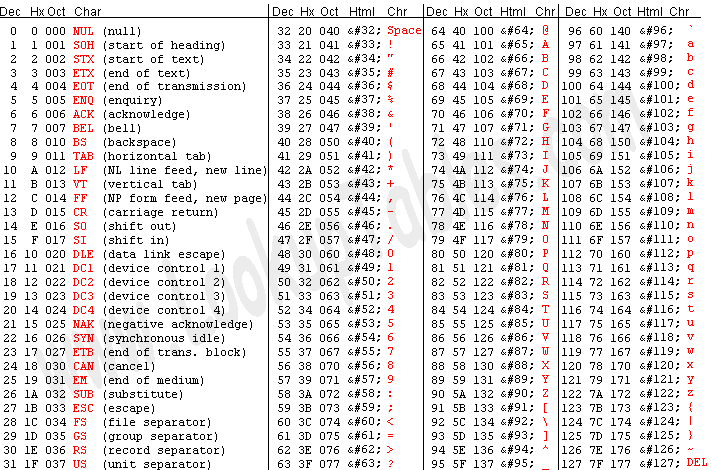 Dec Hx Oct Char Dec Hx Oct Html Chr Dec Hx Oct Html Chr Dec Hx Oct Html Chr
0 0 000 NUL (null) 32 20 040 &#32; Space 64 40 100 &#64; @ 96 60 140 &#96; `
1 1 001 SOH (start of heading) 33 21 041 &#33; ! 65 41 101 &#65; A 97 61 141 &#97; a
2 2 002 STX (start of text) 34 22 042 &#34; " 66 42 102 &#66; B 98 62 142 &#98; b
3 3 003 ETX (end of text) 35 23 043 &#35; # 67 43 103 &#67; C 99 63 143 &#99; c
4 4 004 EOT (end of transmission) 36 24 044 &#36; $ 68 44 104 &#68; D 100 64 144 &#100; d
5 5 005 ENQ (enquiry) 37 25 045 &#37; % 69 45 105 &#69; E 101 65 145 &#101; e
6 6 006 ACK (acknowledge) 38 26 046 &#38; & 70 46 106 &#70; F 102 66 146 &#102; f
7 7 007 BEL (bell) 39 27 047 &#39; ' 71 47 107 &#71; G 103 67 147 &#103; g
8 8 010 BS (backspace) 40 28 050 &#40; ( 72 48 110 &#72; H 104 68 150 &#104; h
9 9 011 TAB (horizontal tab) 41 29 051 &#41; ) 73 49 111 &#73; I 105 69 151 &#105; i
10 A 012 LF (NL line feed, new line) 42 2A 052 &#42; * 74 4A 112 &#74; J 106 6A 152 &#106; j
11 B 013 VT (vertical tab) 43 2B 053 &#43; + 75 4B 113 &#75; K 107 6B 153 &#107; k
12 C 014 FF (NP form feed, new page) 44 2C 054 &#44; , 76 4C 114 &#76; L 108 6C 154 &#108; l
13 D 015 CR (carriage return) 45 2D 055 &#45; - 77 4D 115 &#77; M 109 6D 155 &#109; m
14 E 016 SO (shift out) 46 2E 056 &#46; . 78 4E 116 &#78; N 110 6E 156 &#110; n
15 F 017 SI (shift in) 47 2F 057 &#47; / 79 4F 117 &#79; O 111 6F 157 &#111; o
16 10 020 DLE (data link escape) 48 30 060 &#48; 0 80 50 120 &#80; P 112 70 160 &#112; p
17 11 021 DC1 (device control 1) 49 31 061 &#49; 1 81 51 121 &#81; Q 113 71 161 &#113; q
18 12 022 DC2 (device control 2) 50 32 062 &#50; 2 82 52 122 &#82; R 114 72 162 &#114; r
19 13 023 DC3 (device control 3) 51 33 063 &#51; 3 83 53 123 &#83; S 115 73 163 &#115; s
20 14 024 DC4 (device control 4) 52 34 064 &#52; 4 84 54 124 &#84; T 116 74 164 &#116; t
21 15 025 NAK (negative acknowledge) 53 35 065 &#53; 5 85 55 125 &#85; U 117 75 165 &#117; u
22 16 026 SYN (synchronous idle) 54 36 066 &#54; 6 86 56 126 &#86; V 118 76 166 &#118; v
23 17 027 ETB (end of trans. block) 55 37 067 &#55; 7 87 57 127 &#87; W 119 77 167 &#119; w
24 18 030 CAN (cancel) 56 38 070 &#56; 8 88 58 130 &#88; X 120 78 170 &#120; x
25 19 031 EM (end of medium) 57 39 071 &#57; 9 89 59 131 &#89; Y 121 79 171 &#121; y
26 1A 032 SUB (substitute) 58 3A 072 &#58; : 90 5A 132 &#90; Z 122 7A 172 &#122; z
27 1B 033 ESC (escape) 59 3B 073 &#59; ; 91 5B 133 &#91; [ 123 7B 173 &#123; {
28 1C 034 FS (file separator) 60 3C 074 &#60; < 92 5C 134 &#92; \ 124 7C 174 &#124; |
29 1D 035 GS (group separator) 61 3D 075 &#61; = 93 5D 135 &#93; ] 125 7D 175 &#125; }
30 1E 036 RS (record separator) 62 3E 076 &#62; > 94 5E 136 &#94; ^ 126 7E 176 &#126; ~
31 1F 037 US (unit separator) 63 3F 077 &#63; ? 95 5F 137 &#95; _ 127 7F 177 &#127; DEL
www.LookupTables.com